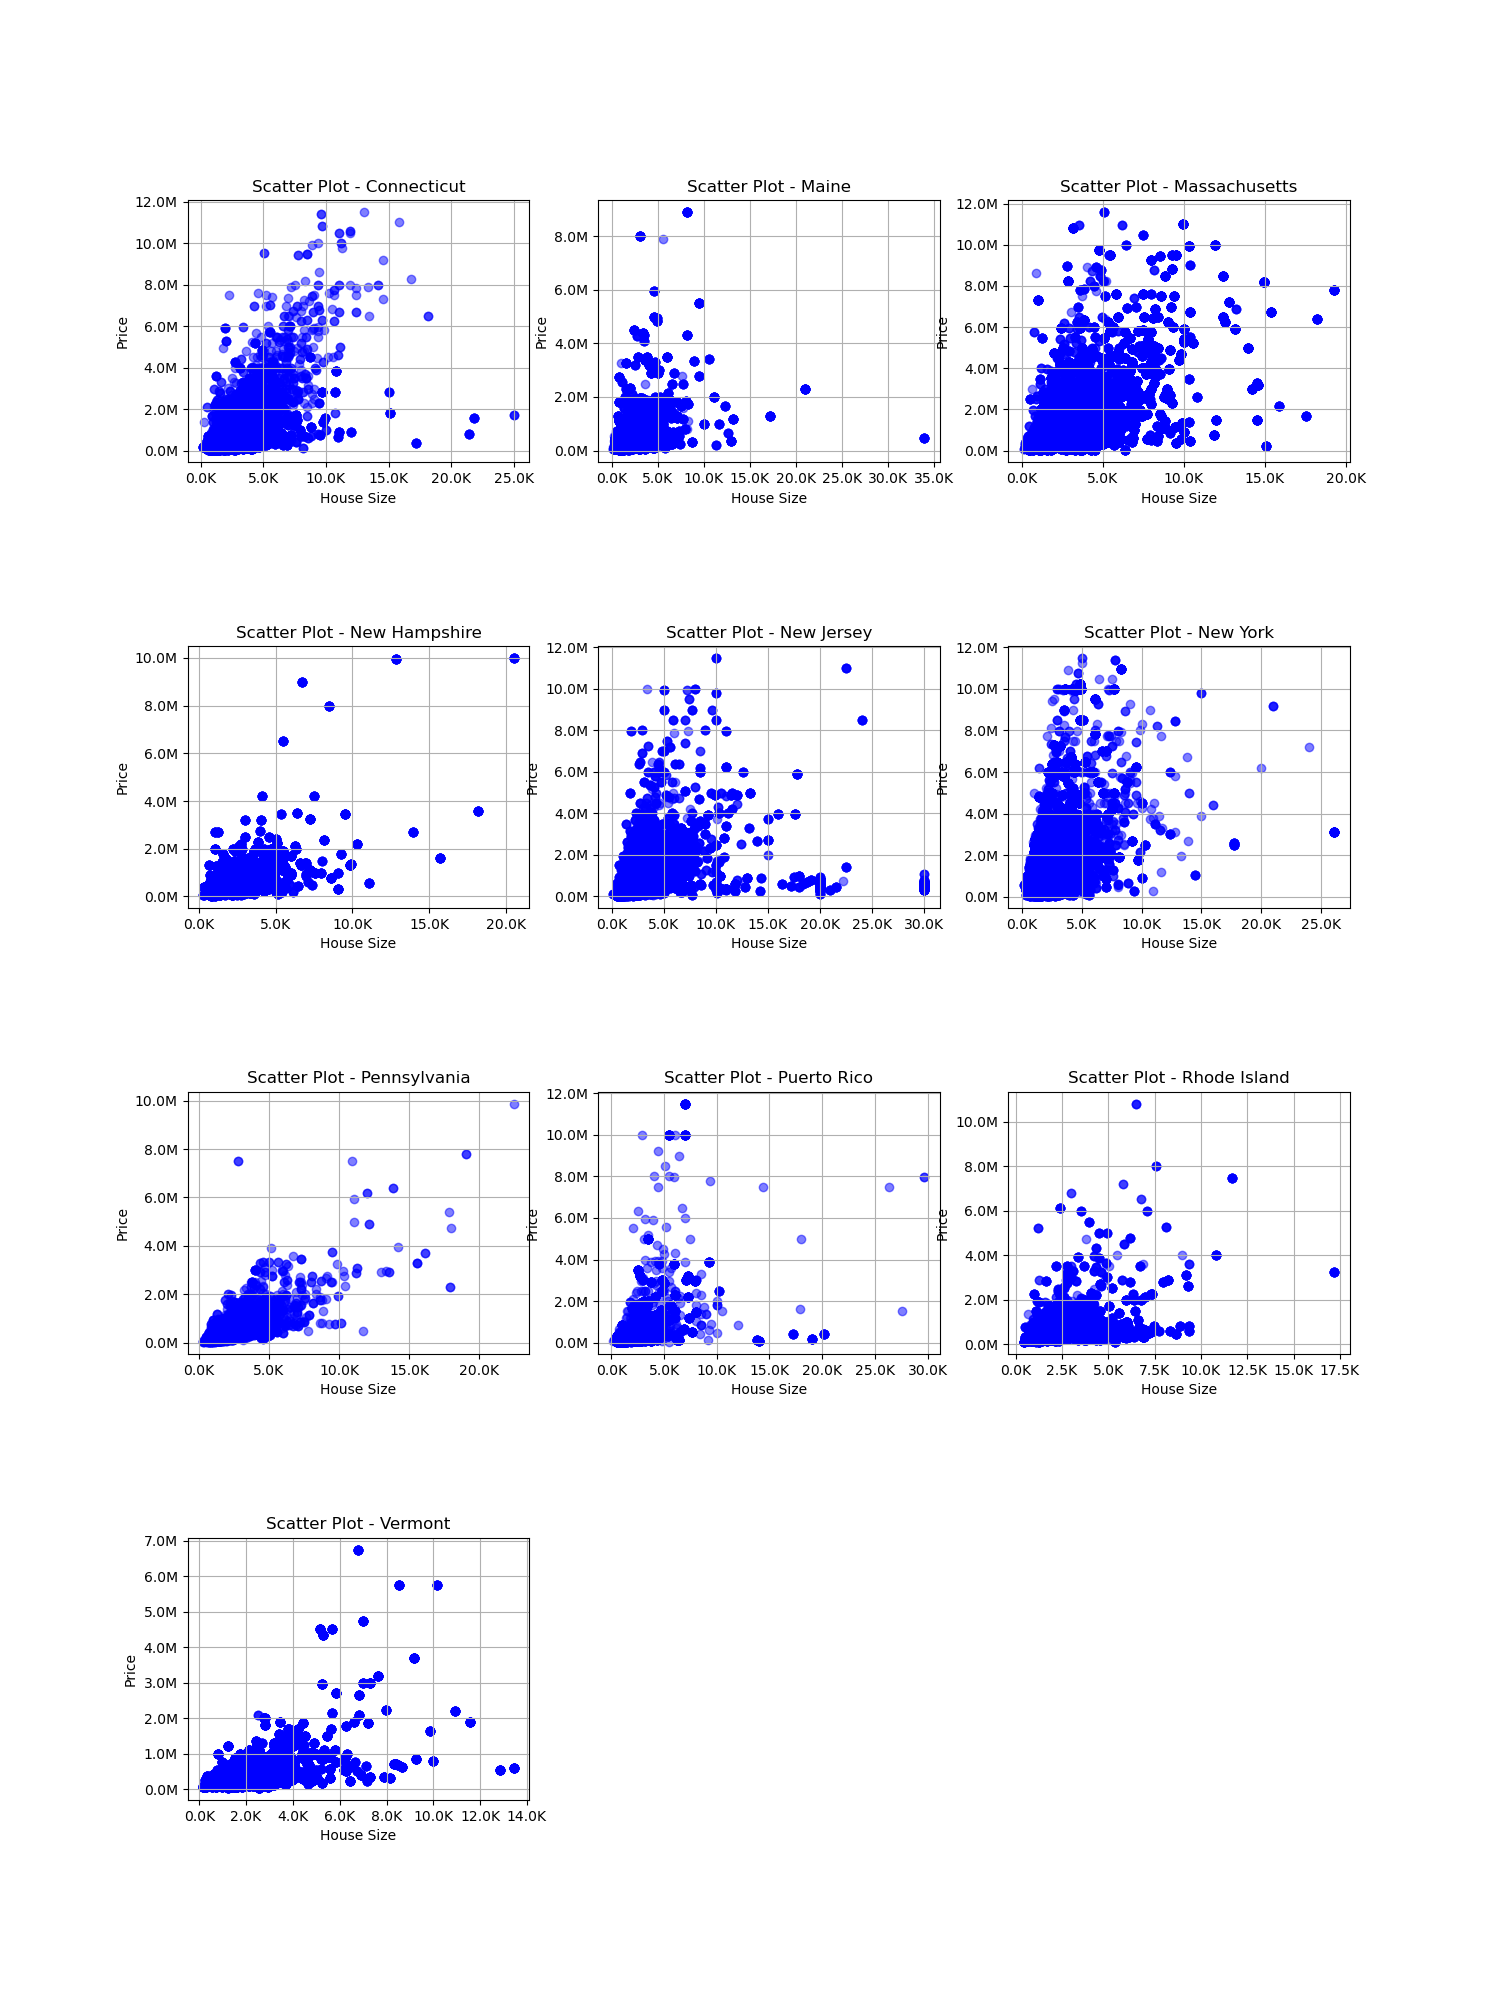 Scatter Plot - Connecticut
12.0M
10.0M
8.0M
6.0M
4.0M
2.0M
0.0M
Price
0.0K 5.0K 10.0K 15.0K 20.0K 25.0K
House Size
Scatter Plot - Maine
8.0M
6.0M
4.0M
2.0M
0.0M
Price
0.0K 5.0K 10.0K 15.0K 20.0K 25.0K 30.0K 35.0K
House Size
Scatter Plot - Massachusetts
12.0M
10.0M
8.0M
6.0M
4.0M
2.0M
0.0M
Price
0.0K 5.0K 10.0K 15.0K 20.0K
House Size
Scatter Plot - New Hampshire
10.0M
8.0M
6.0M
4.0M
2.0M
0.0M
Price
0.0K 5.0K 10.0K 15.0K 20.0K
House Size
Scatter Plot - New Jersey
12.0M
10.0M
8.0M
6.0M
4.0M
2.0M
0.0M
Price
0.0K 5.0K 10.0K 15.0K 20.0K 25.0K 30.0K
House Size
Scatter Plot - New York
12.0M
10.0M
8.0M
6.0M
4.0M
2.0M
0.0M
Price
0.0K 5.0K 10.0K 15.0K 20.0K 25.0K
House Size
Scatter Plot - Pennsylvania
10.0M
8.0M
6.0M
4.0M
2.0M
0.0M
Price
0.0K 5.0K 10.0K 15.0K 20.0K
House Size
Scatter Plot - Puerto Rico
12.0M
10.0M
8.0M
6.0M
4.0M
2.0M
0.0M
Price
0.0K 5.0K 10.0K 15.0K 20.0K 25.0K 30.0K
House Size
Scatter Plot - Rhode Island
10.0M
8.0M
6.0M
4.0M
2.0M
0.0M
Price
0.0K 2.5K 5.0K 7.5K 10.0K 12.5K 15.0K 17.5K
House Size
Scatter Plot - Vermont
7.0M
6.0M
5.0M
4.0M
3.0M
2.0M
1.0M
0.0M
Price
0.0K 2.0K 4.0K 6.0K 8.0K 10.0K 12.0K 14.0K
House Size